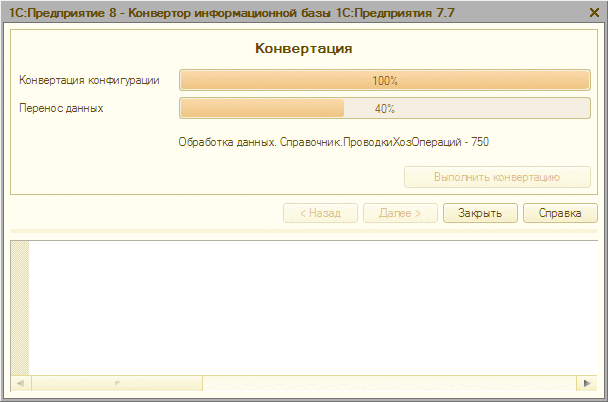 1С:Предприятие 8 - Конвертор информационной базы 1С:Предприятия 7.7
Конвертация
Конвертация конфигурации 100%
Перенос данных 40%
Обработка данных. Справочник.ПроводкиХозОпераций - 750
Выполнить конвертацию
< Назад Далее > Закрыть Справка